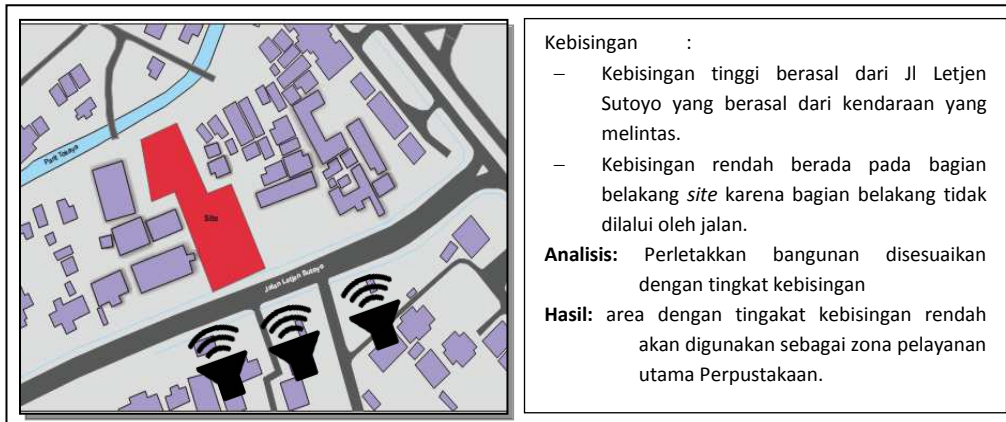 Parit Tokaya
Site
Jalan Letjen Sutoyo
Kebisingan :
– Kebisingan tinggi berasal dari Jl Letjen
Sutoyo yang berasal dari kendaraan yang
melintas.
– Kebisingan rendah berada pada bagian
belakang site karena bagian belakang tidak
dilalui oleh jalan.
Analisis: Perletakkan bangunan disesuaikan
dengan tingkat kebisingan
Hasil: area dengan tingakat kebisingan rendah
akan digunakan sebagai zona pelayanan
utama Perpustakaan.